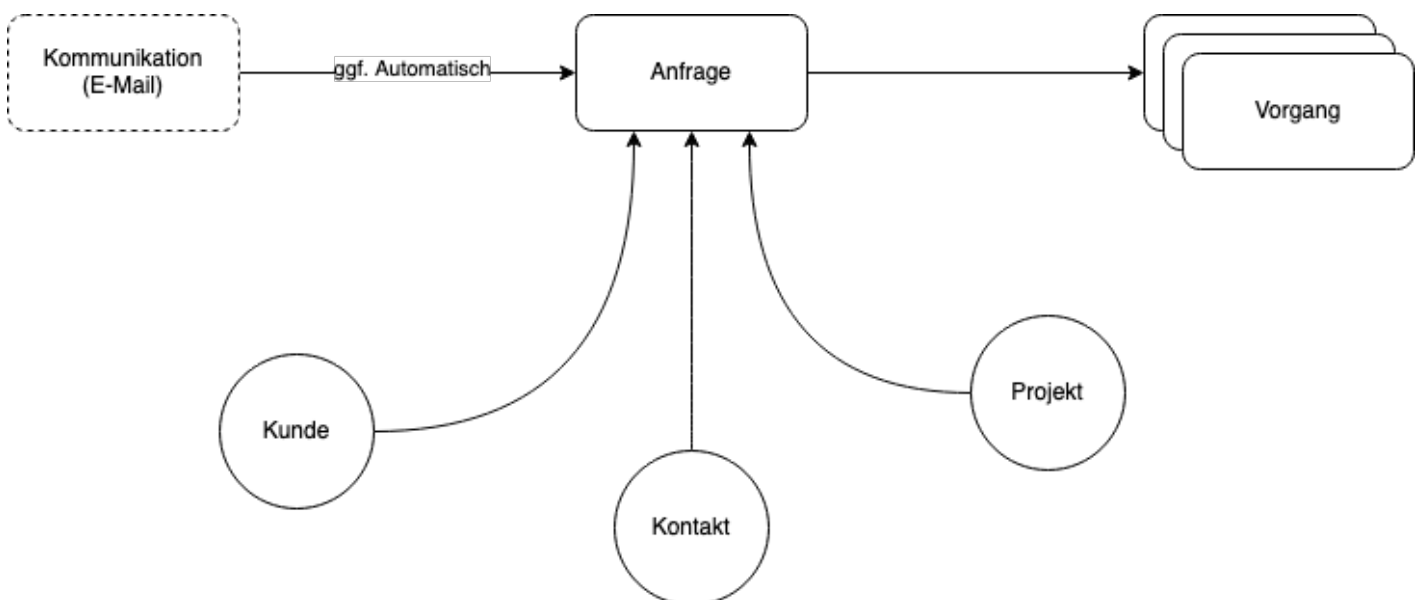 Kommunikation
(E-Mail)
ggf. Automatisch
Anfrage
Vorgang
Kunde
Kontakt
Projekt